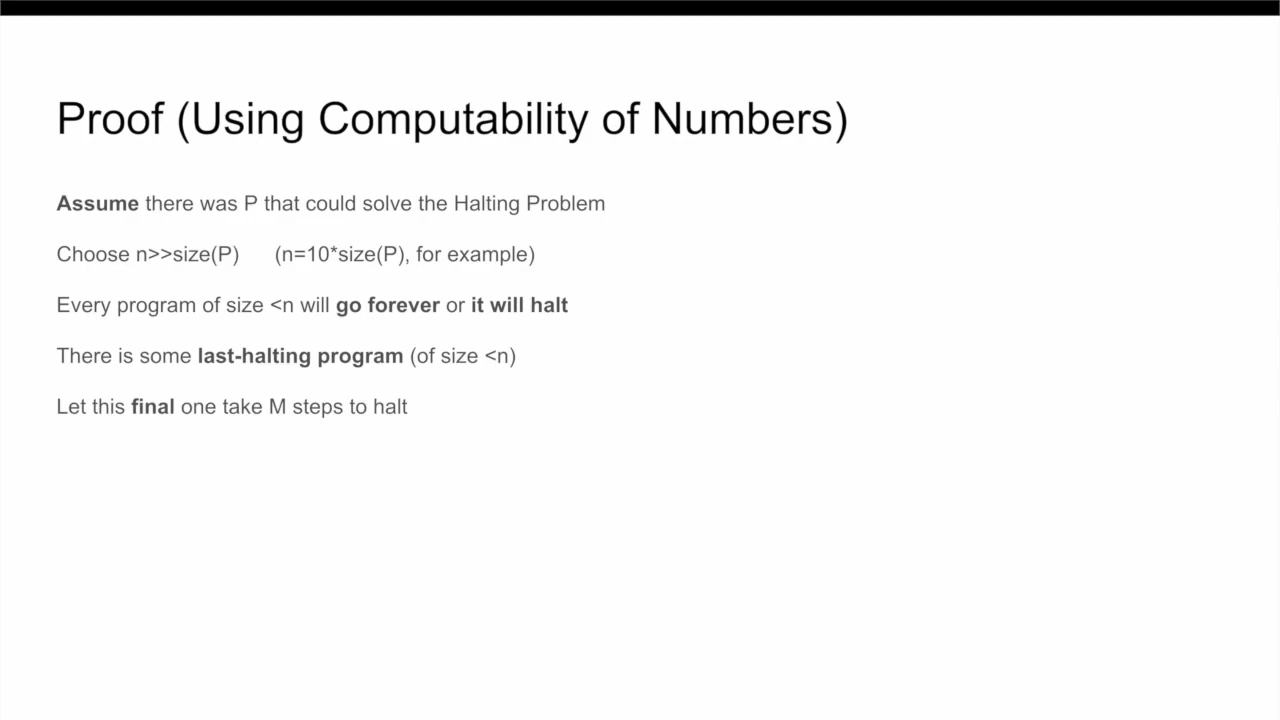 Proof (Using Computability of Numbers)
Assume there was P that could solve the Halting Problem
Choose n>>size(P) (n=10*size(P), for example)
Every program of size <n will go forever or it will halt
There is some last-halting program (of size <n)
Let this final one take M steps to halt